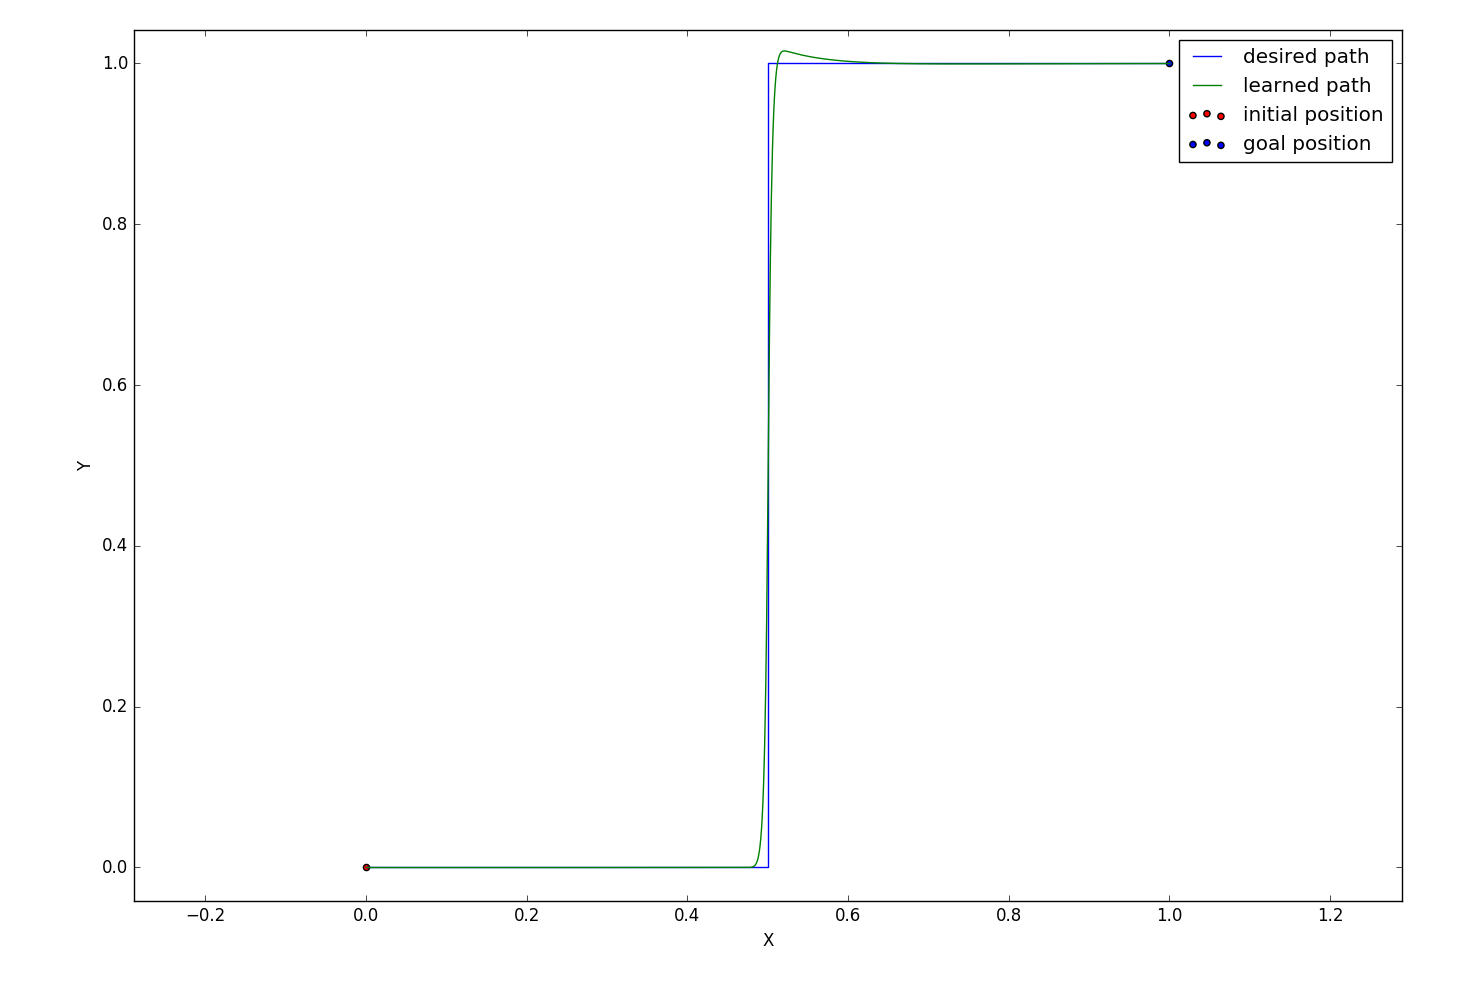 1.0
0.8
0.6
0.4
0.2
0.0
−0.2 0.0 0.2 0.4 0.6 0.8 1.0 1.2
X
Y
desired path
learned path
initial position
goal position